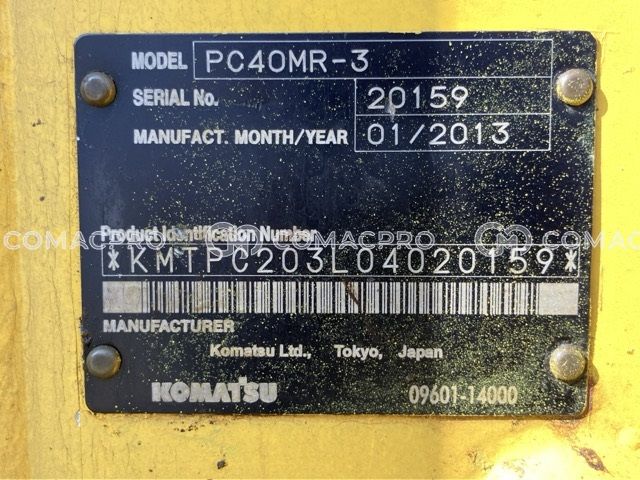 MODEL PC40MR-3
SERIAL No. 20159
MANUFACT. MONTH/YEAR 01/2013
Product Identification Number
COMACPRO COMACPRO
*KMTPC203L04020159*
MANUFACTURER
Komatsu Ltd., Tokyo, Japan
KOMATSU 09601-14000